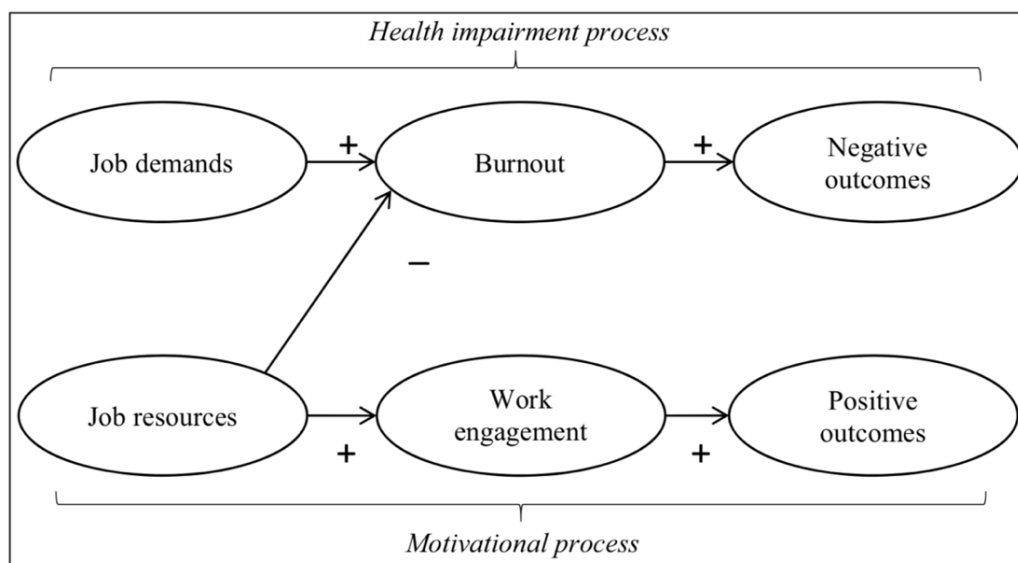 Health impairment process
Job demands
+
Burnout
+
Negative
outcomes
−
Job resources
+
Work
engagement
+
Positive
outcomes
Motivational process